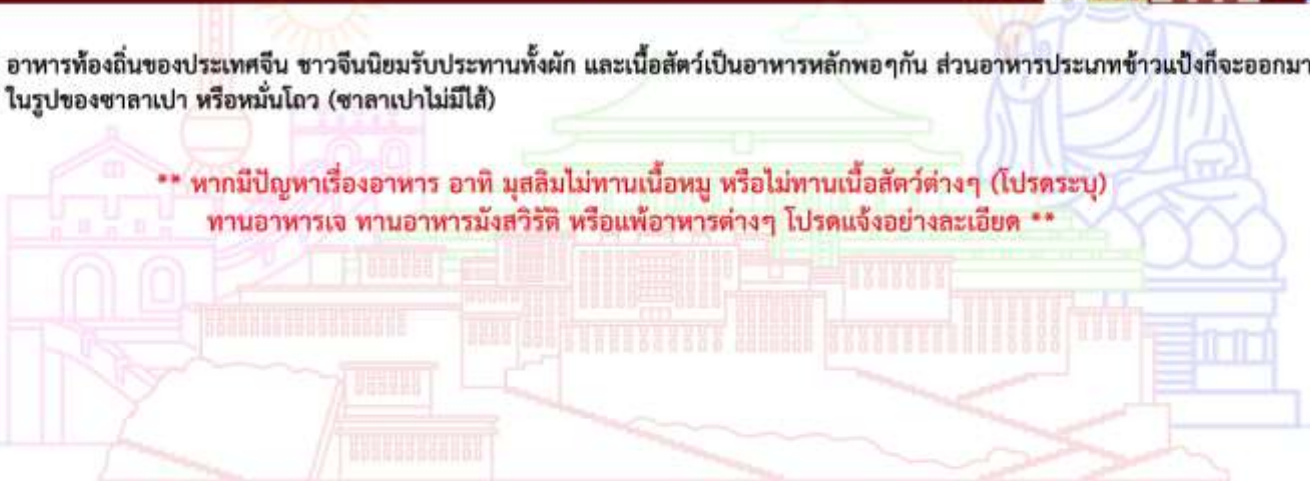 อาหารท้องถิ่นของประเทศจีน ชาวจีนนิยมรับประทานทั้งผัก และเนื้อสัตว์เป็นอาหารหลักพอๆกัน ส่วนอาหารประเภทข้าวแป้งก็จะออกมา
ในรูปของซาลาเปา หรือหมั่นโถว (ซาลาเปาไม่มีไส้)
** หากมีปัญหาเรื่องอาหาร อาทิ มุสลิมไม่ทานเนื้อหมู หรือไม่ทานเนื้อสัตว์ต่างๆ (โปรดระบุ)
ทานอาหารเจ ทานอาหารมังสวิรัติ หรือแพ้อาหารต่างๆ โปรดแจ้งอย่างละเอียด **